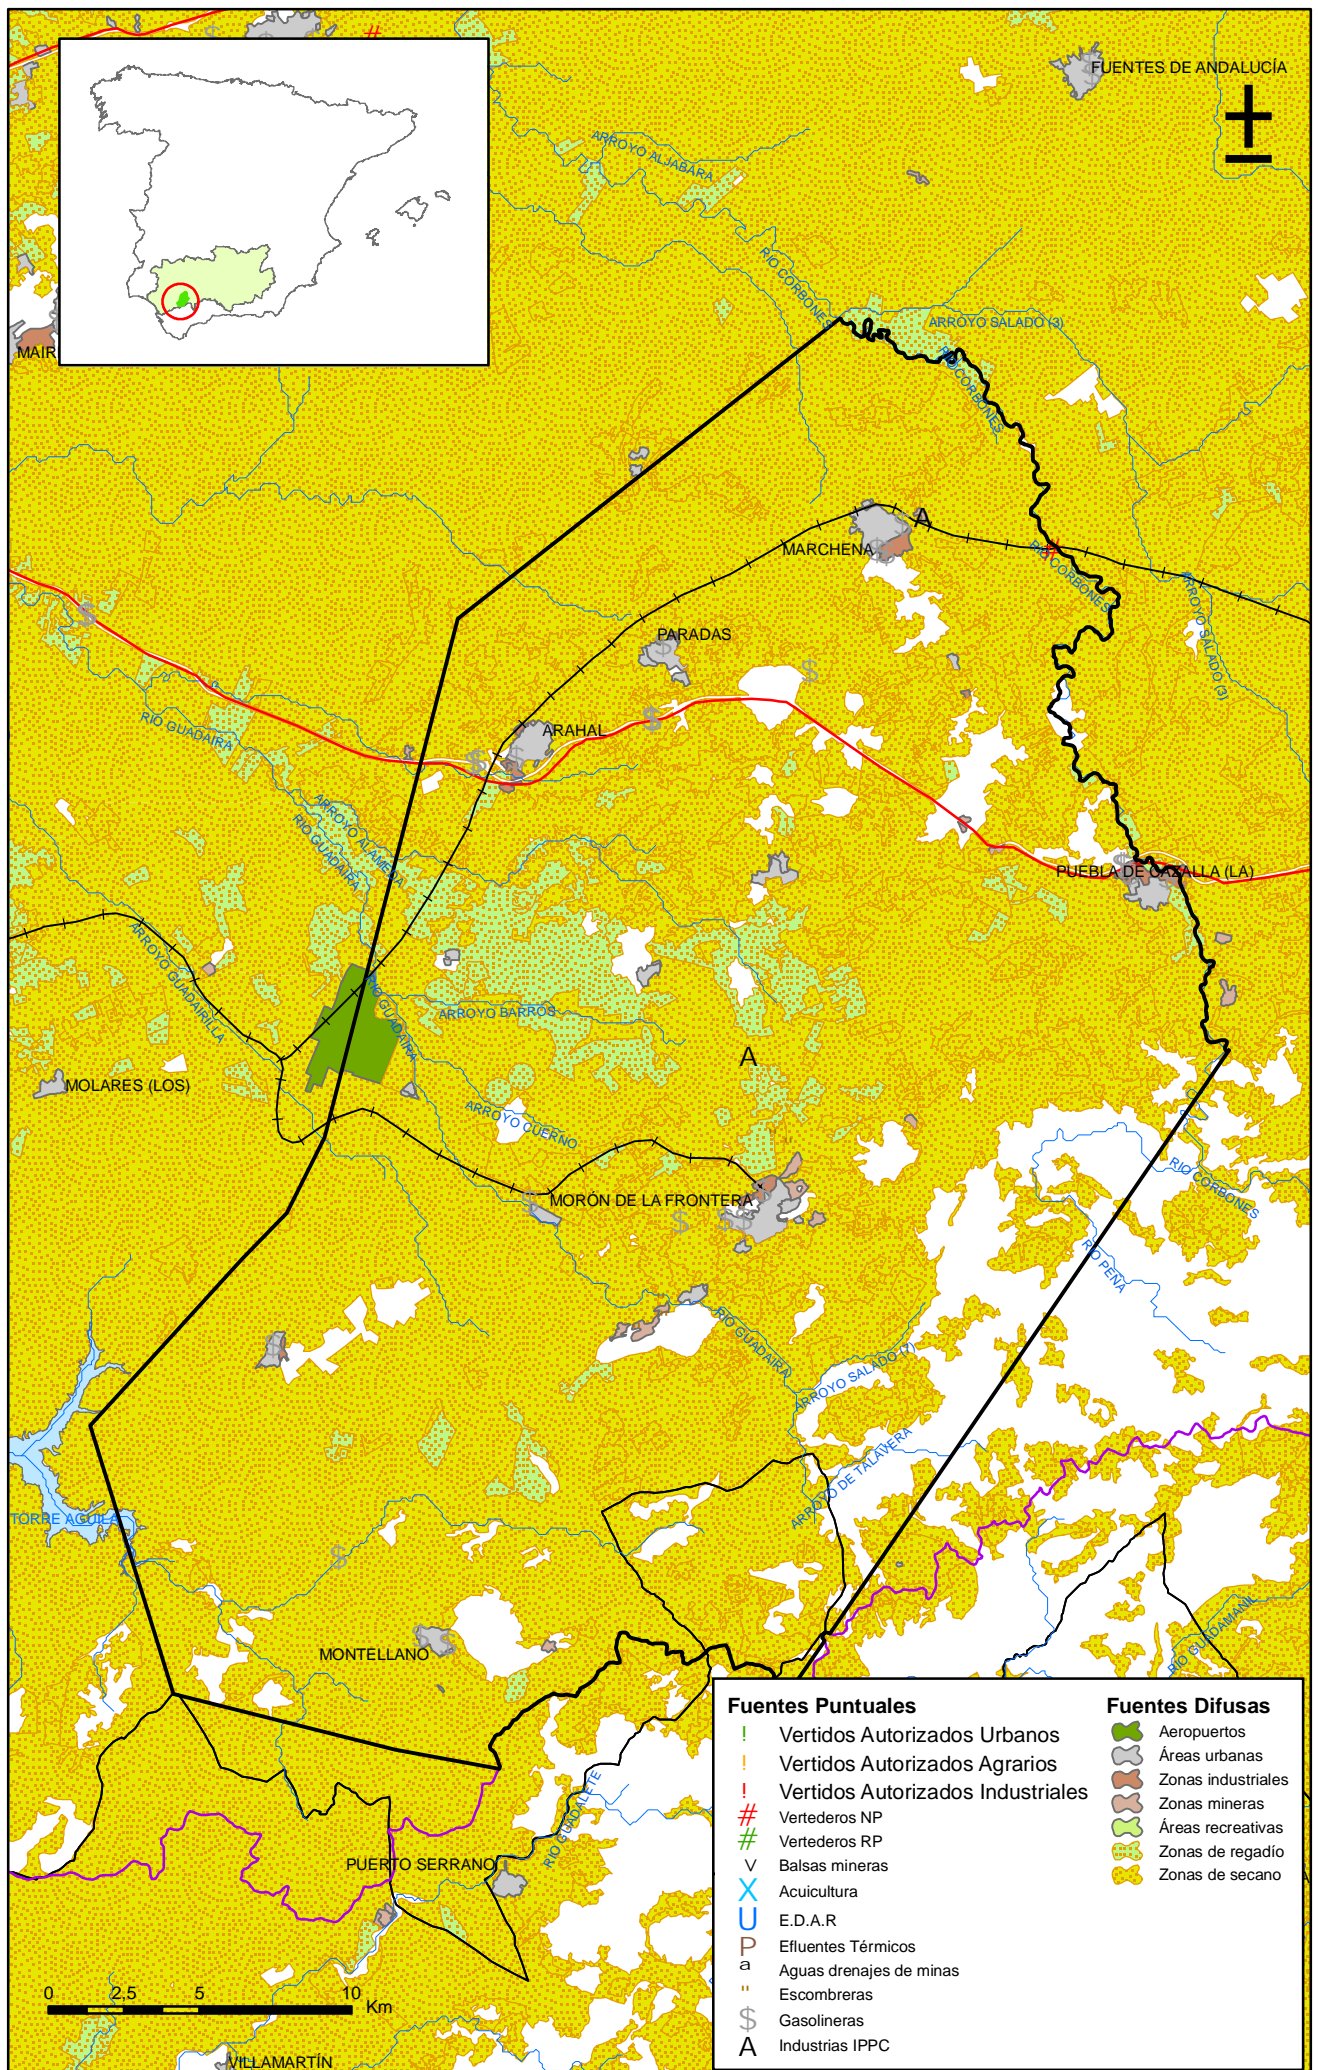 FUENTES DE ANDALUCÍA
ARROYO ALJABARA
RIO CORBONES
ARROYO SALADO (3)
MAIR
RIO CORBONES
MARCHENA
A
#
RIO CORBONES
ARROYO SALADO (3)
PARADAS
RIO GUADAIRA
ARAHAL
ARROYO ALAMEDA
RIO GUADAIRA
PUEBLA DE CAZALLA (LA)
ARROYO GUADAIRILLA
RIO GUADAIRA
ARROYO BARROS
A
MOLARES (LOS)
ARROYO CUERNO
MORÓN DE LA FRONTERA
RIO CORBONES
RIO PEÑA
RIO GUADAIRA
ARROYO SALADO (7)
ARROYO DE TALAVERA
TORRE AGUILA
MONTELLANO
RIO GUADAMANIL
RIO GUADALETE
PUERTO SERRANO
VILLAMARTÍN
0 2,5 5 10
Km
Fuentes Puntuales
! Vertidos Autorizados Urbanos
! Vertidos Autorizados Agrarios
! Vertidos Autorizados Industriales
# Vertederos NP
# Vertederos RP
V Balsas mineras
X Acuicultura
U E.D.A.R
P Efluentes Térmicos
a Aguas drenajes de minas
" Escombreras
$ Gasolineras
A Industrias IPPC
Fuentes Difusas
Aeropuertos
Áreas urbanas
Zonas industriales
Zonas mineras
Áreas recreativas
Zonas de regadío
Zonas de secano